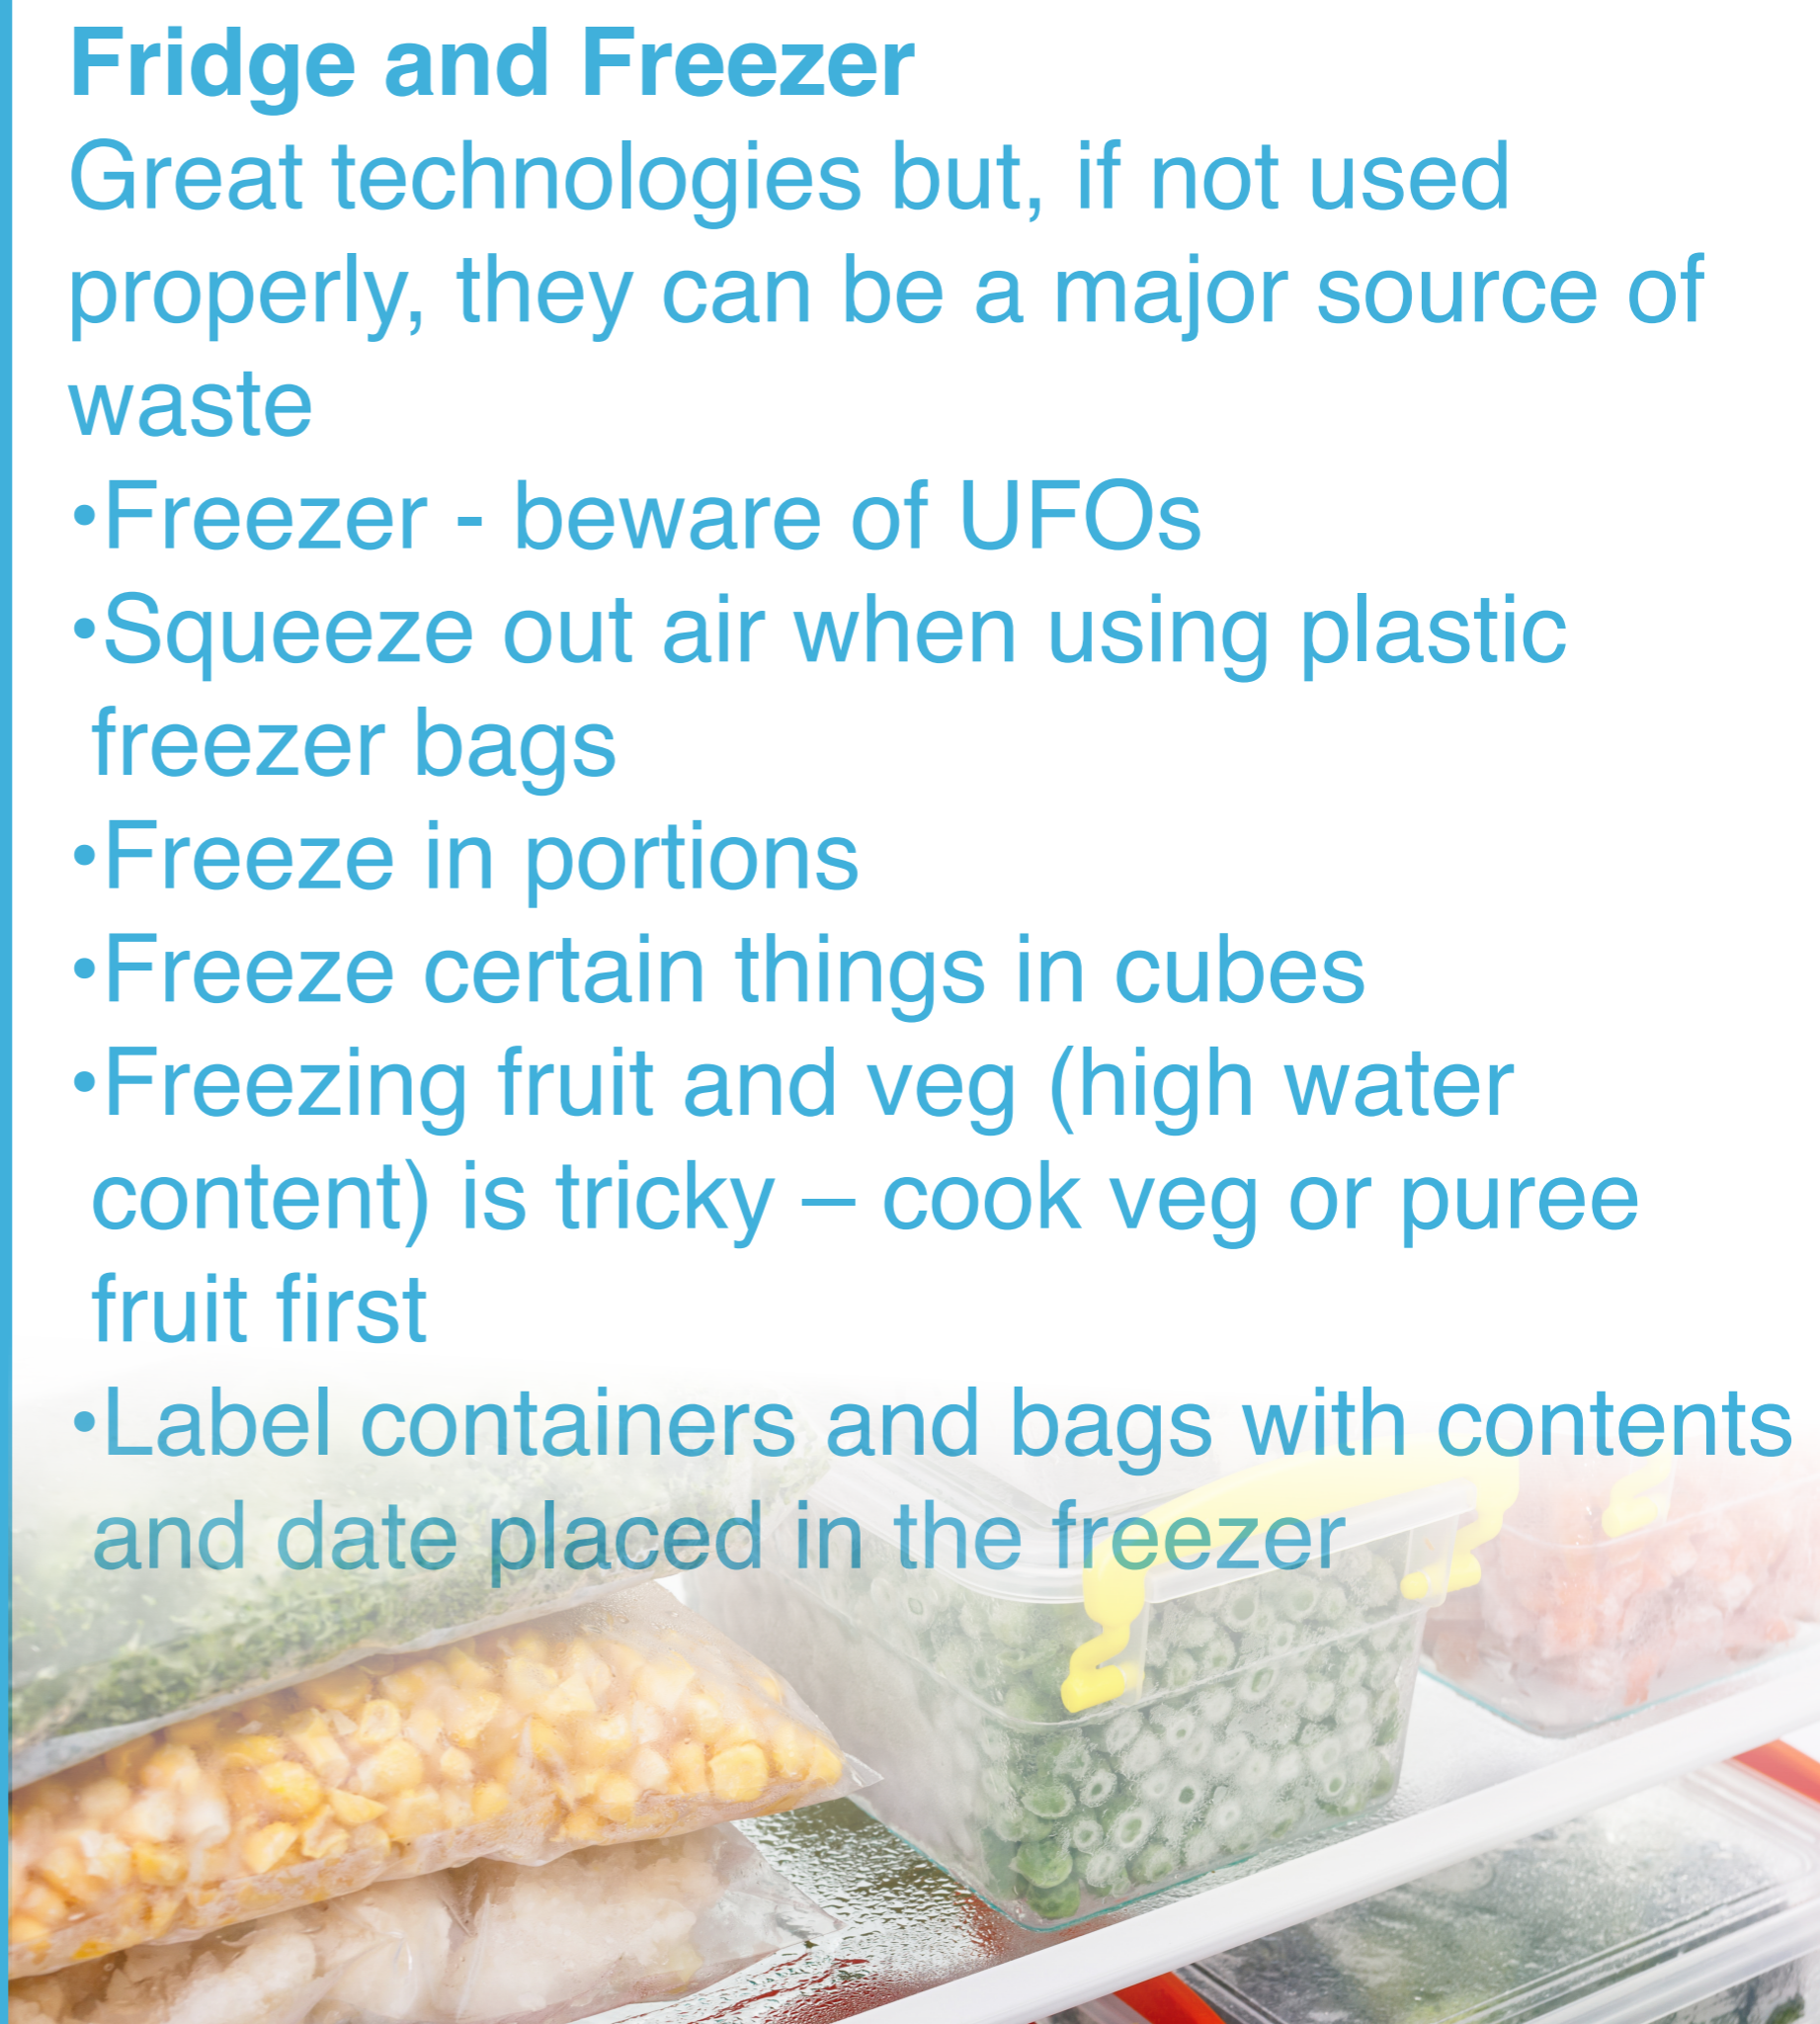 Fridge and Freezer
Great technologies but, if not used
properly, they can be a major source of
waste
•Freezer - beware of UFOs
•Squeeze out air when using plastic
freezer bags
•Freeze in portions
•Freeze certain things in cubes
•Freezing fruit and veg (high water
content) is tricky – cook veg or puree
fruit first
•Label containers and bags with contents
and date placed in the freezer